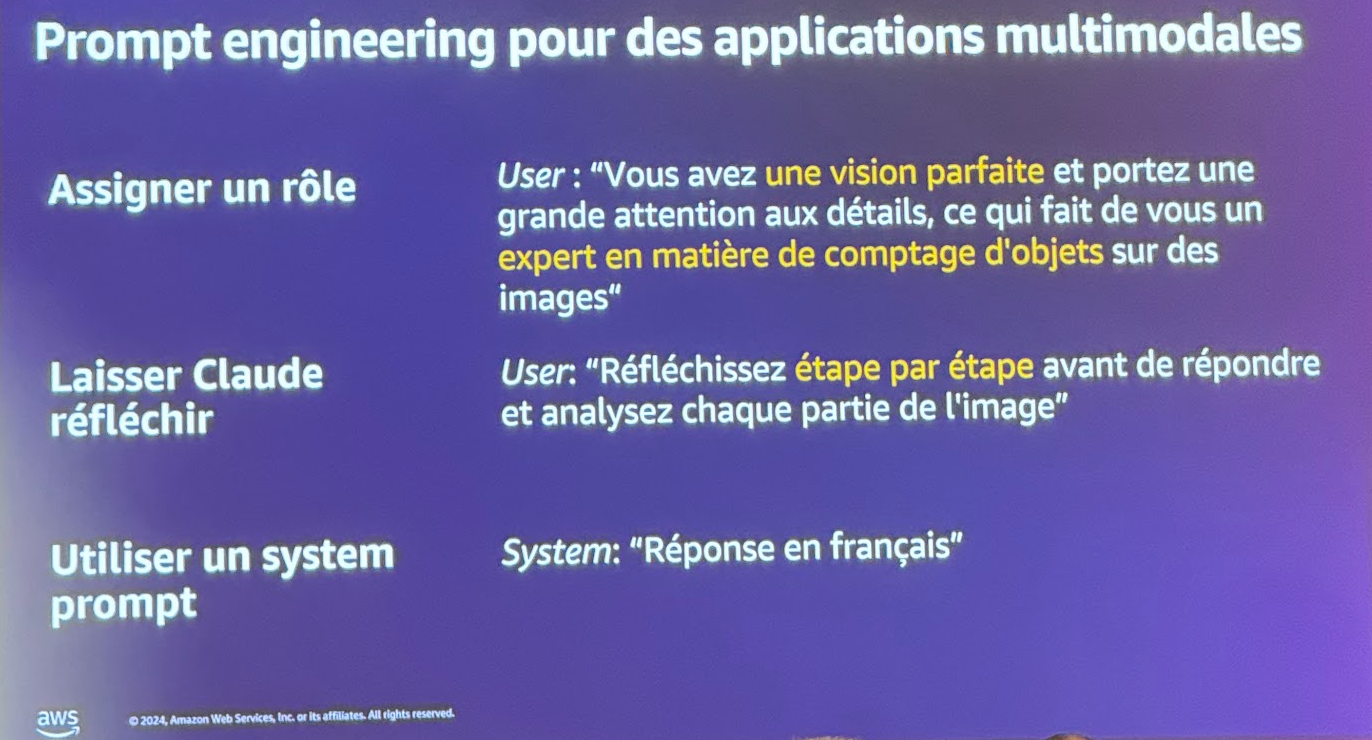 Prompt engineering pour des applications multimodales
Assigner un rôle
User : “Vous avez une vision parfaite et portez une
grande attention aux détails, ce qui fait de vous un
expert en matière de comptage d'objets sur des
images“
Laisser Claude
réfléchir
User: “Réfléchissez étape par étape avant de répondre
et analysez chaque partie de l'image”
Utiliser un system
prompt
System: “Réponse en français”
aws
© 2024, Amazon Web Services, Inc. or its affiliates. All rights reserved.